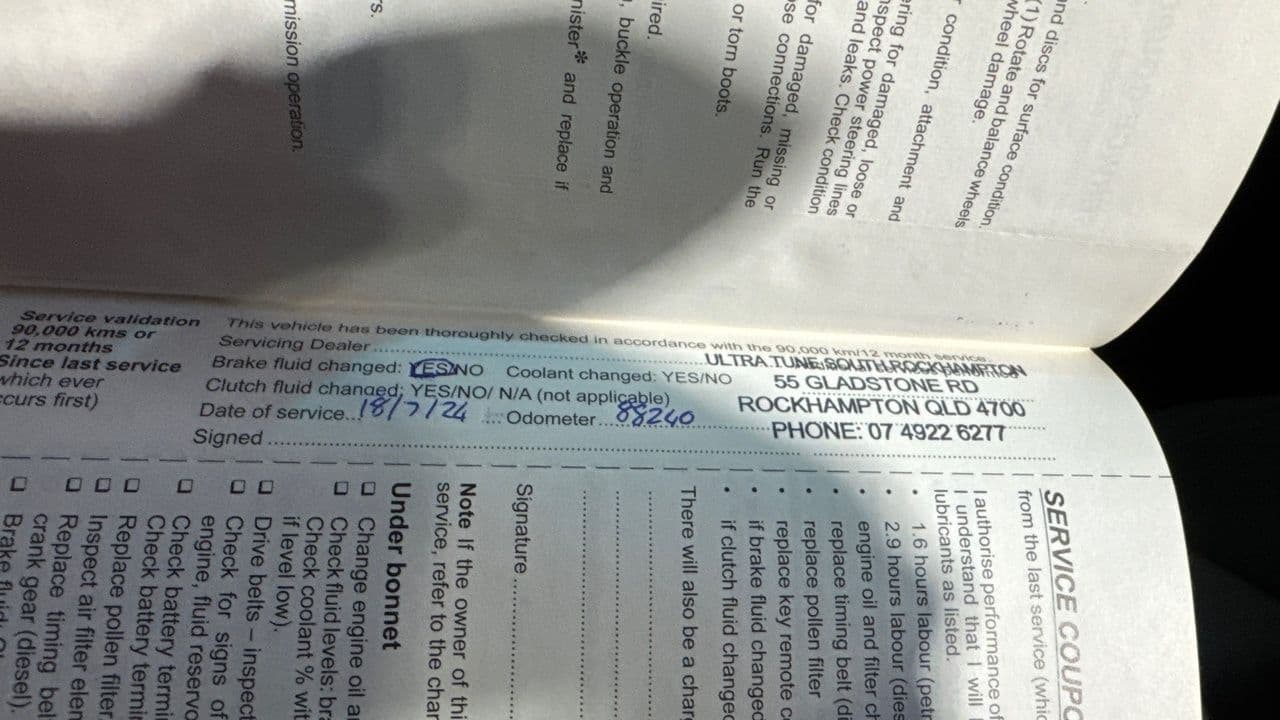 nd discs for surface condition.
(1) Rotate and balance wheels
wheel damage.
condition, attachment and
ring for damaged, loose or
nspect power steering lines
and leaks. Check condition
for damaged, missing or
se connections. Run the
or torn boots.
ired.
, buckle operation and
nister* and replace if
rs.
mission operation.
Service validation
90,000 kms or
12 months
Since last service
which ever
ccurs first)
This vehicle has been thoroughly checked in accordance with the 90,000 km/12 month service.
Servicing Dealer
ULTRA TUNE SOUTH ROCKHAMPTON
55 GLADSTONE RD
ROCKHAMPTON QLD 4700
PHONE: 07 4922 6277
Brake fluid changed: YES/NO Coolant changed: YES/NO
Clutch fluid changed; YES/NO/ N/A (not applicable)
Date of service...18/7/24 .... Odometer....88240
Signed
SERVICE COUPO
from the last service (whic
I authorise performance of
I understand that I will
lubricants as listed.
• 1.6 hours labour (petr
• 2.9 hours labour (dies
• engine oil and filter ch
• replace timing belt (di
• replace pollen filter
• replace key remote c
• if brake fluid changed
• if clutch fluid changed
There will also be a charg
Signature
Note If the owner of thi
service, refer to the char
Under bonnet
☐ Change engine oil a
☐ Check fluid levels: bra
Check coolant % wit
if level low).
☐ Drive belts – inspect
☐ Check for signs of
engine, fluid reservo
☐ Check battery termi
Check battery termi
☐ Replace pollen filter
☐ Inspect air filter elem
☐ Replace timing bel
crank gear (diesel).
☐ Brake fluid